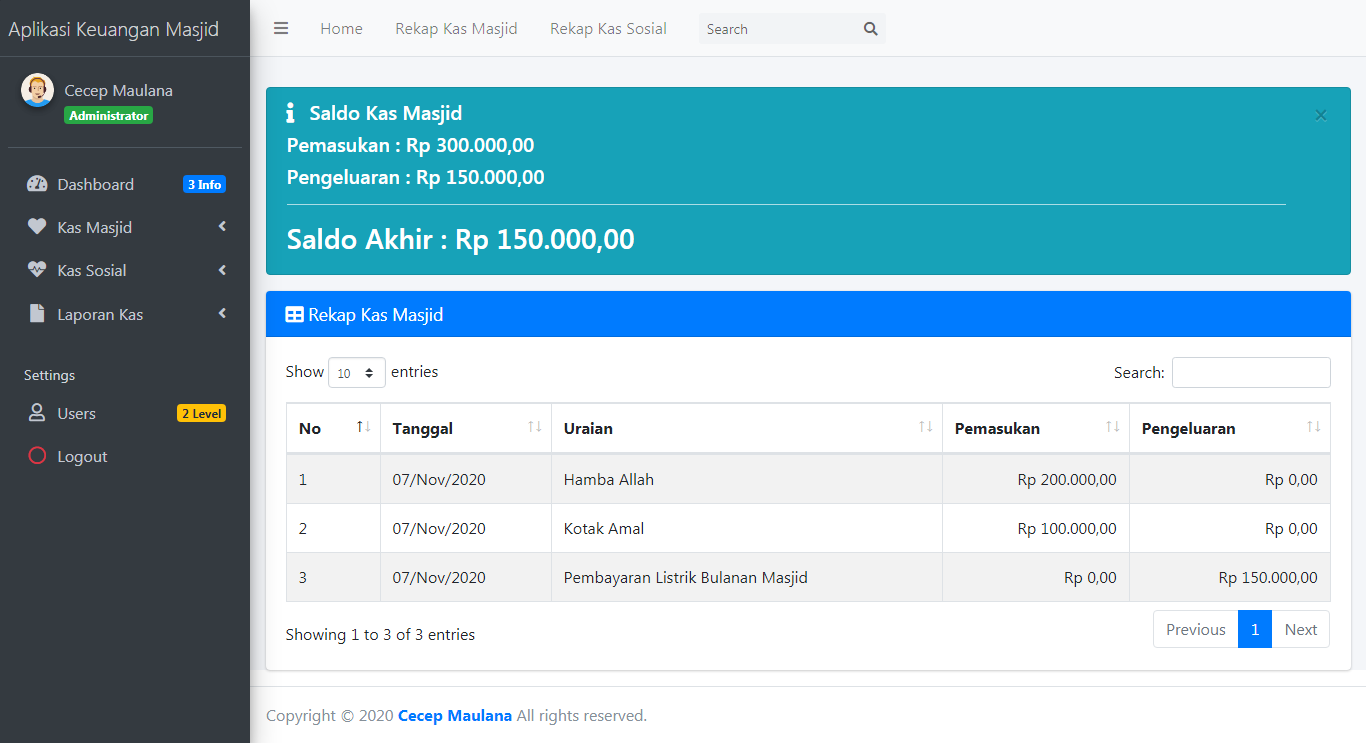 Aplikasi Keuangan Masjid
Cecep Maulana
Administrator
Dashboard 3 Info
Kas Masjid
Kas Sosial
Laporan Kas
Settings
Users 2 Level
Logout
Home Rekap Kas Masjid Rekap Kas Sosial Search
Saldo Kas Masjid ×
Pemasukan : Rp 300.000,00
Pengeluaran : Rp 150.000,00
Saldo Akhir : Rp 150.000,00
Rekap Kas Masjid
Show 10 entries Search:
No Tanggal Uraian Pemasukan Pengeluaran
1 07/Nov/2020 Hamba Allah Rp 200.000,00 Rp 0,00
2 07/Nov/2020 Kotak Amal Rp 100.000,00 Rp 0,00
3 07/Nov/2020 Pembayaran Listrik Bulanan Masjid Rp 0,00 Rp 150.000,00
Showing 1 to 3 of 3 entries Previous 1 Next
Copyright © 2020 Cecep Maulana All rights reserved.